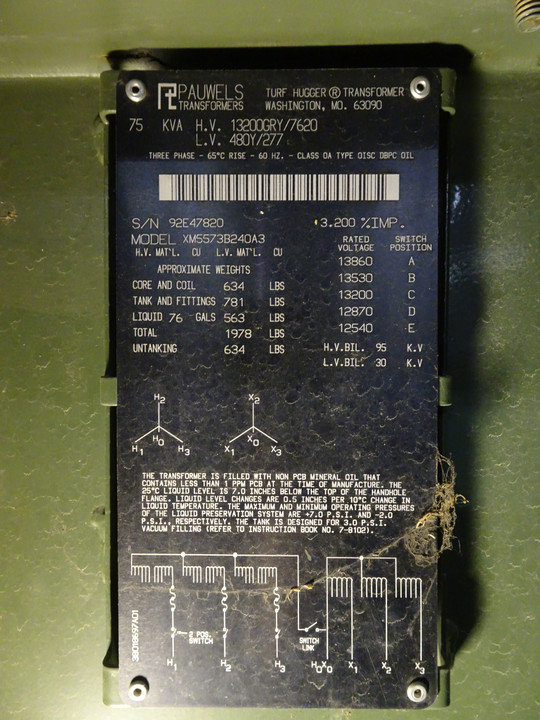 PAUWELS
TRANSFORMERS
TURF HUGGER ® TRANSFORMER
WASHINGTON, MO. 63090
75 KVA H.V. 13200GRY/7620
L.V. 480Y/277
THREE PHASE - 65°C RISE - 60 HZ. - CLASS OA TYPE OISC DBPC OIL
S/N 92E47820 3.200 %IMP.
MODEL XM5573B240A3
H.V. MAT'L. CU L.V. MAT'L. CU
APPROXIMATE WEIGHTS
CORE AND COIL 634 LBS
TANK AND FITTINGS 781 LBS
LIQUID 76 GALS 563 LBS
TOTAL 1978 LBS
UNTANKING 634 LBS
RATED VOLTAGE SWITCH POSITION
13860 A
13530 B
13200 C
12870 D
12540 E
H.V.BIL. 95 K.V
L.V.BIL. 30 K.V
H2
H0
H1 H3
X2
X0
X1 X3
THE TRANSFORMER IS FILLED WITH NON PCB MINERAL OIL THAT
CONTAINS LESS THAN 1 PPM PCB AT THE TIME OF MANUFACTURE. THE
25°C LIQUID LEVEL IS 7.0 INCHES BELOW THE TOP OF THE HANDHOLE
FLANGE. LIQUID LEVEL CHANGES ARE 0.5 INCHES PER 10°C CHANGE IN
LIQUID TEMPERATURE. THE MAXIMUM AND MINIMUM OPERATING PRESSURES
OF THE LIQUID PRESERVATION SYSTEM ARE +7.0 P.S.I. AND -2.0
P.S.I., RESPECTIVELY. THE TANK IS DESIGNED FOR 3.0 P.S.I.
VACUUM FILLING (REFER TO INSTRUCTION BOOK NO. 7-8102).
38018697A01
2 POS.
SWITCH
SWITCH
LINK
H1 H2 H3 H0X0 X1 X2 X3